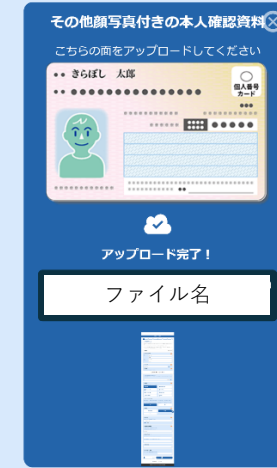 その他顔写真付きの本人確認資料
こちらの面をアップロードしてください
きらぼし 太郎
個人番号
カード
アップロード完了！
ファイル名